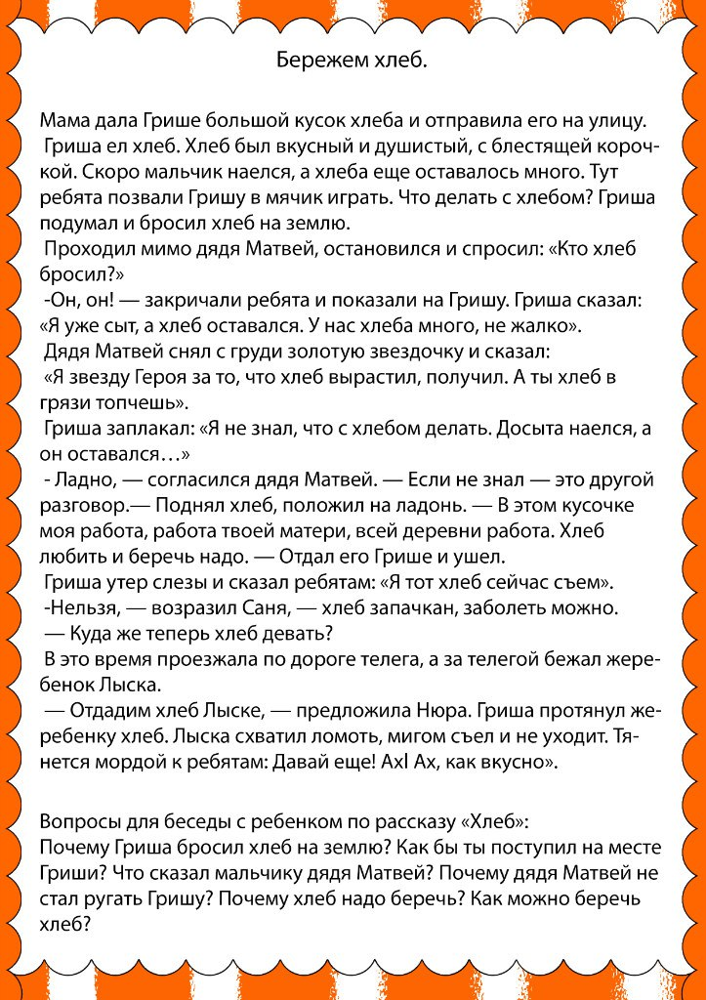 Бережем хлеб.
Мама дала Грише большой кусок хлеба и отправила его на улицу.
Гриша ел хлеб. Хлеб был вкусный и душистый, с блестящей короч-
кой. Скоро мальчик наелся, а хлеба еще оставалось много. Тут
ребята позвали Гришу в мячик играть. Что делать с хлебом? Гриша
подумал и бросил хлеб на землю.
Проходил мимо дядя Матвей, остановился и спросил: «Кто хлеб
бросил?»
-Он, он! — закричали ребята и показали на Гришу. Гриша сказал:
«Я уже сыт, а хлеб оставался. У нас хлеба много, не жалко».
Дядя Матвей снял с груди золотую звездочку и сказал:
«Я звезду Героя за то, что хлеб вырастил, получил. А ты хлеб в
грязи топчешь».
Гриша заплакал: «Я не знал, что с хлебом делать. Досыта наелся, а
он оставался…»
- Ладно, — согласился дядя Матвей. — Если не знал — это другой
разговор.— Поднял хлеб, положил на ладонь. — В этом кусочке
моя работа, работа твоей матери, всей деревни работа. Хлеб
любить и беречь надо. — Отдал его Грише и ушел.
Гриша утер слезы и сказал ребятам: «Я тот хлеб сейчас съем».
-Нельзя, — возразил Саня, — хлеб запачкан, заболеть можно.
— Куда же теперь хлеб девать?
В это время проезжала по дороге телега, а за телегой бежал жере-
бенок Лыска.
— Отдадим хлеб Лыске, — предложила Нюра. Гриша протянул же-
ребенку хлеб. Лыска схватил ломоть, мигом съел и не уходит. Тя-
нется мордой к ребятам: Давай еще! Ахl Ах, как вкусно».
Вопросы для беседы с ребенком по рассказу «Хлеб»:
Почему Гриша бросил хлеб на землю? Как бы ты поступил на месте
Гриши? Что сказал мальчику дядя Матвей? Почему дядя Матвей не
стал ругать Гришу? Почему хлеб надо беречь? Как можно беречь
хлеб?